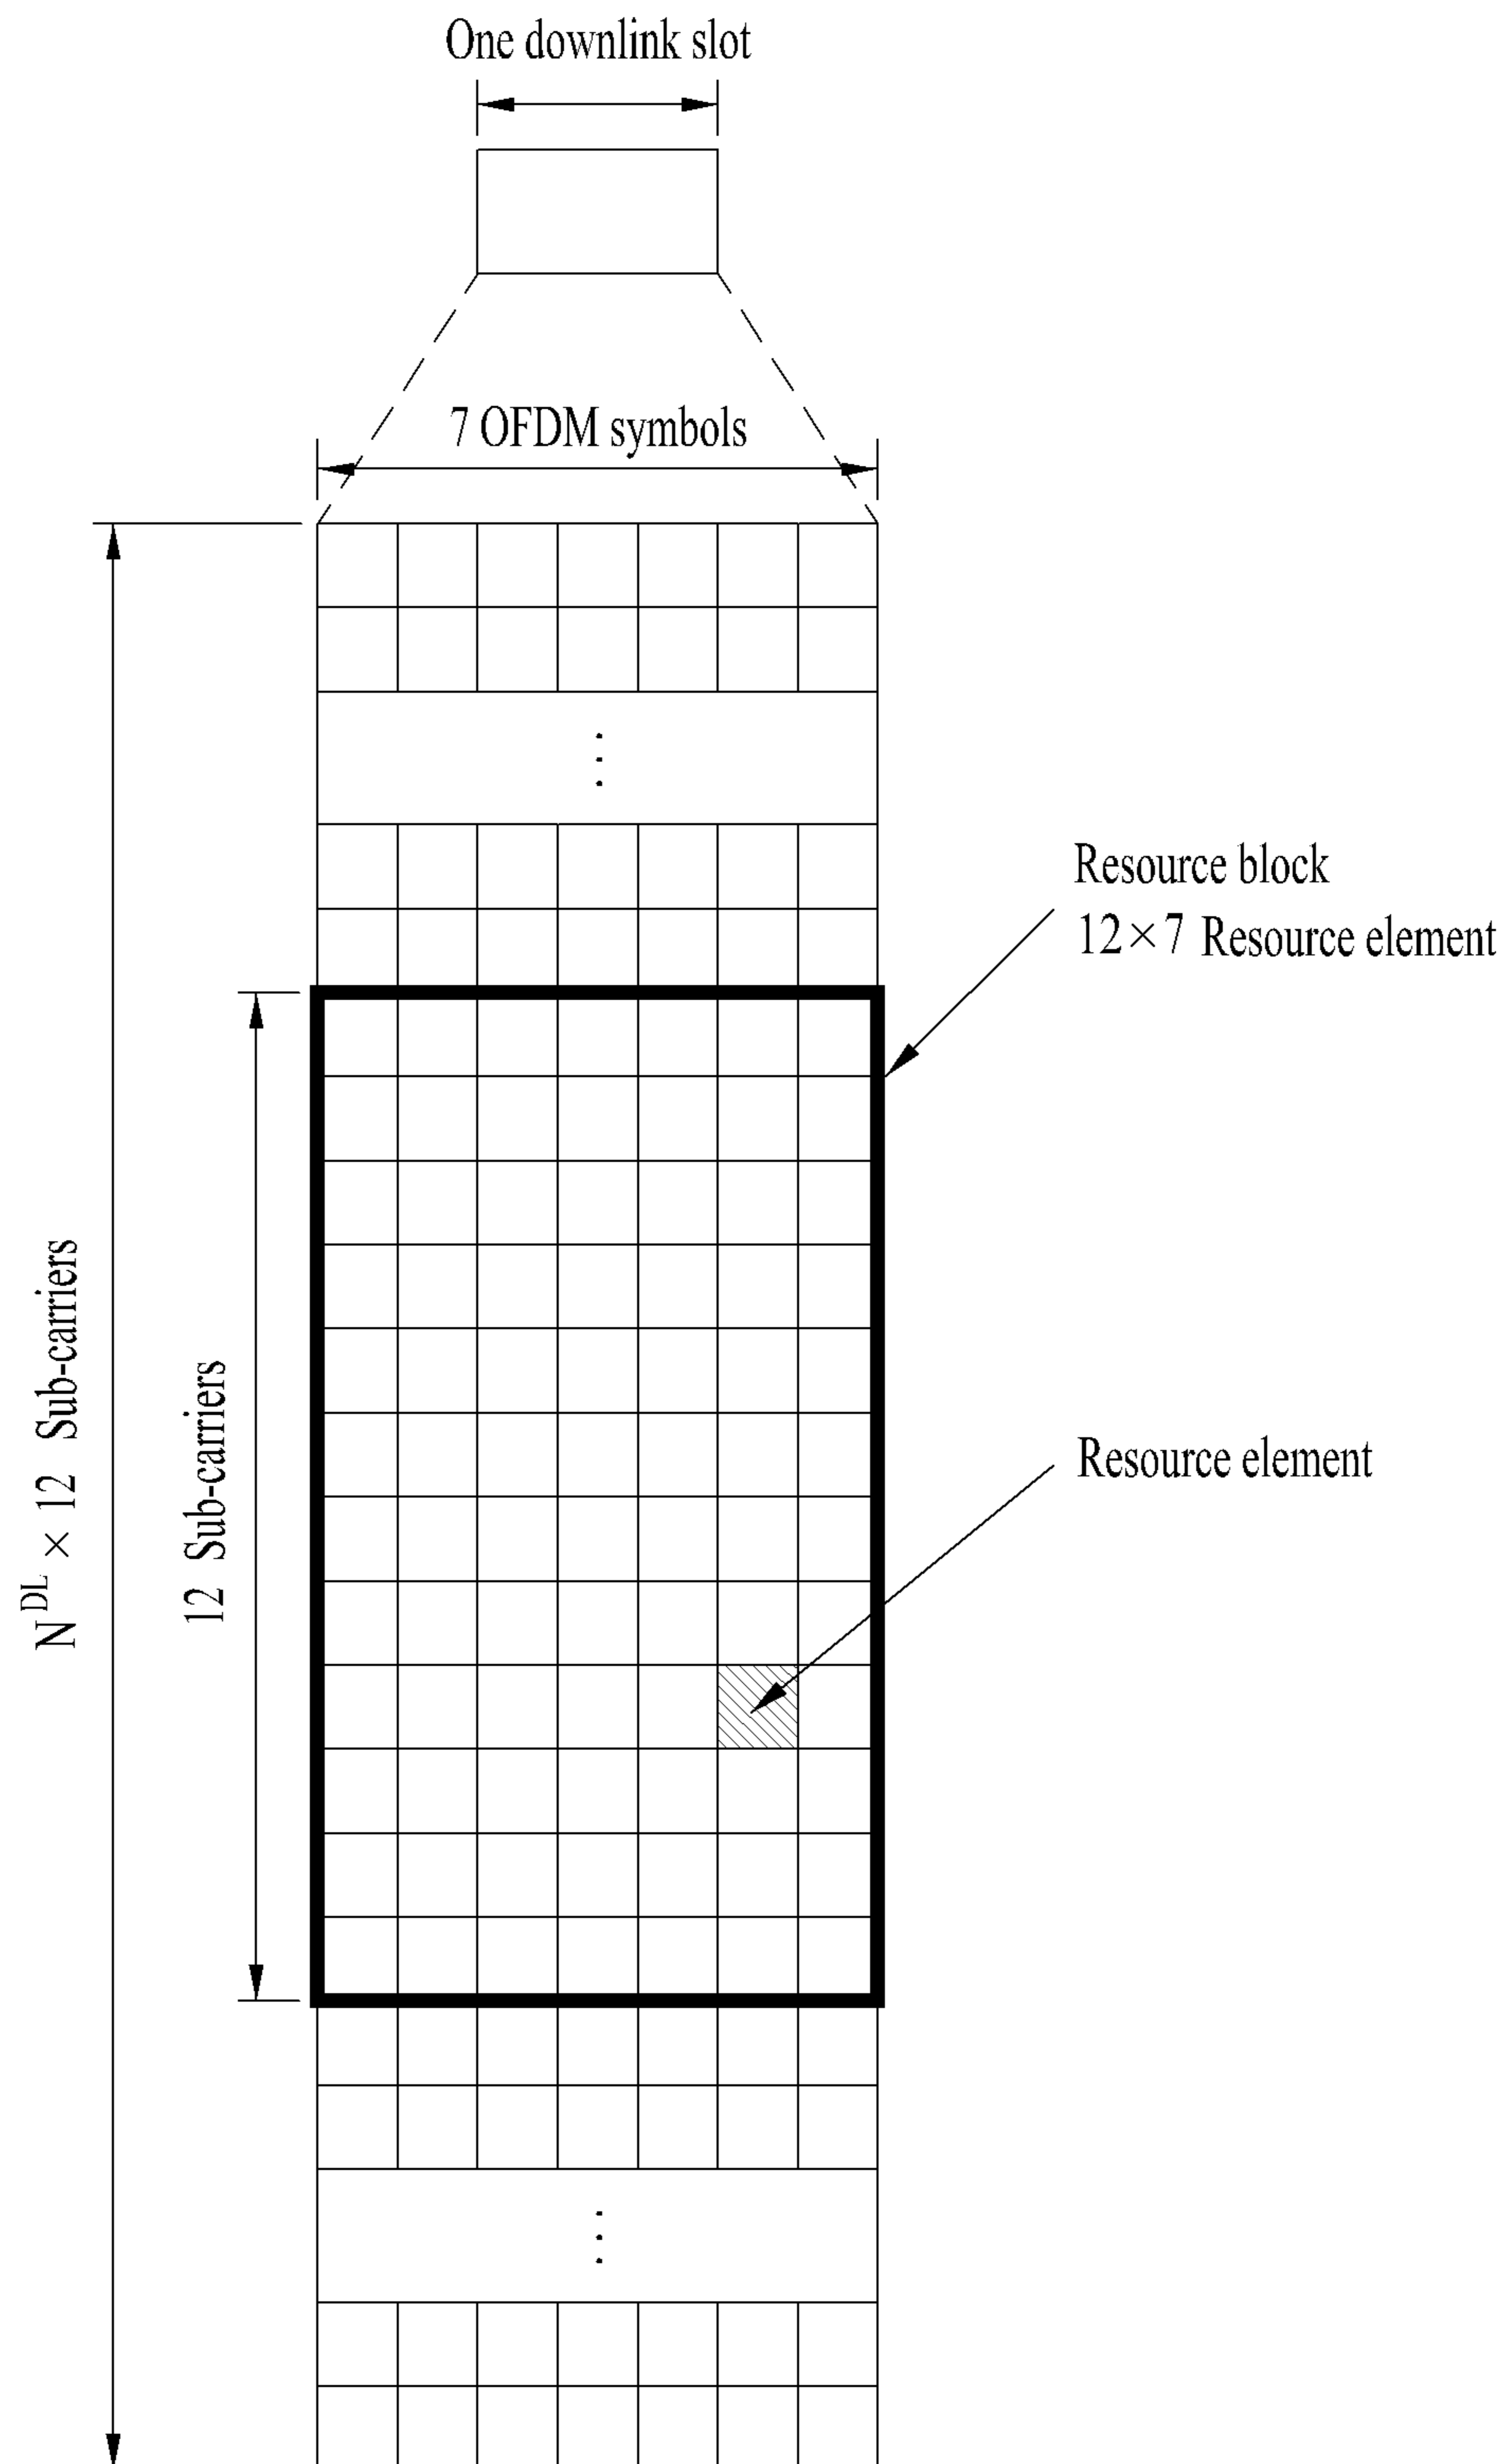 One downlink slot
7 OFDM symbols
Resource block
12×7 Resource element
N^DL × 12 Sub-carriers
12 Sub-carriers
Resource element